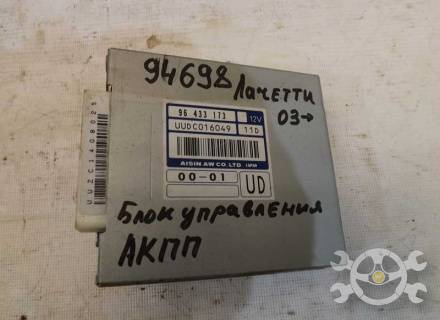 94698 Лачетти
03→
96 433 173 12V
UUDC016049 11D
AISIN AW CO. LTD
00-01 UD
UUZC1408025
Блок управления
АКПП